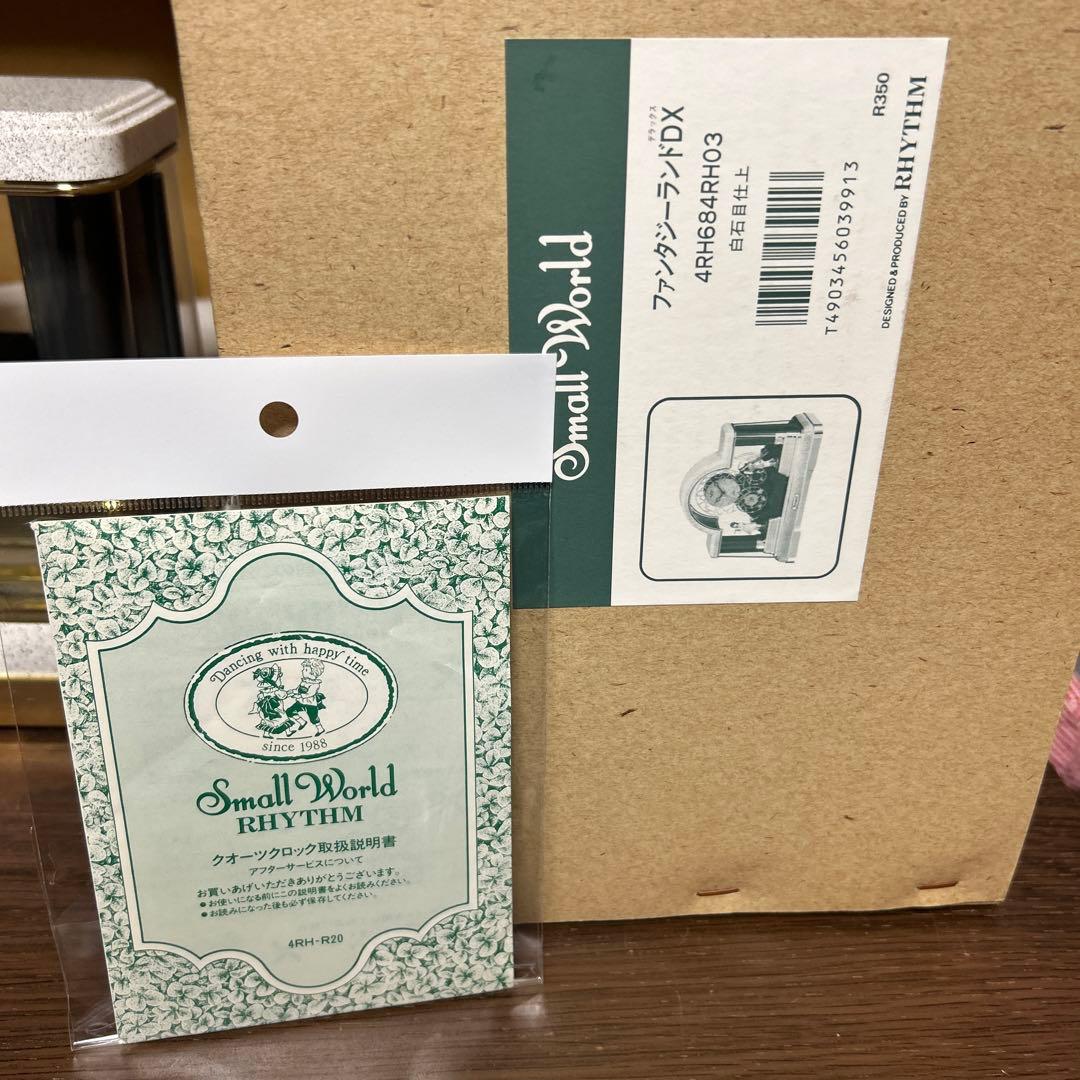 Small World
デラックス
ファンタジーランドDX
4RH684RH03
白石目仕上
T4903456039913
R350
DESIGNED & PRODUCED BY RHYTHM
Dancing with happy time
since 1988
Small World
RHYTHM
クオーツクロック取扱説明書
アフターサービスについて
お買いあげいただきありがとうございます。
●お使いになる前にこの説明書をよくお読みください。
●お読みになった後も必ず保存してください。
4RH-R20